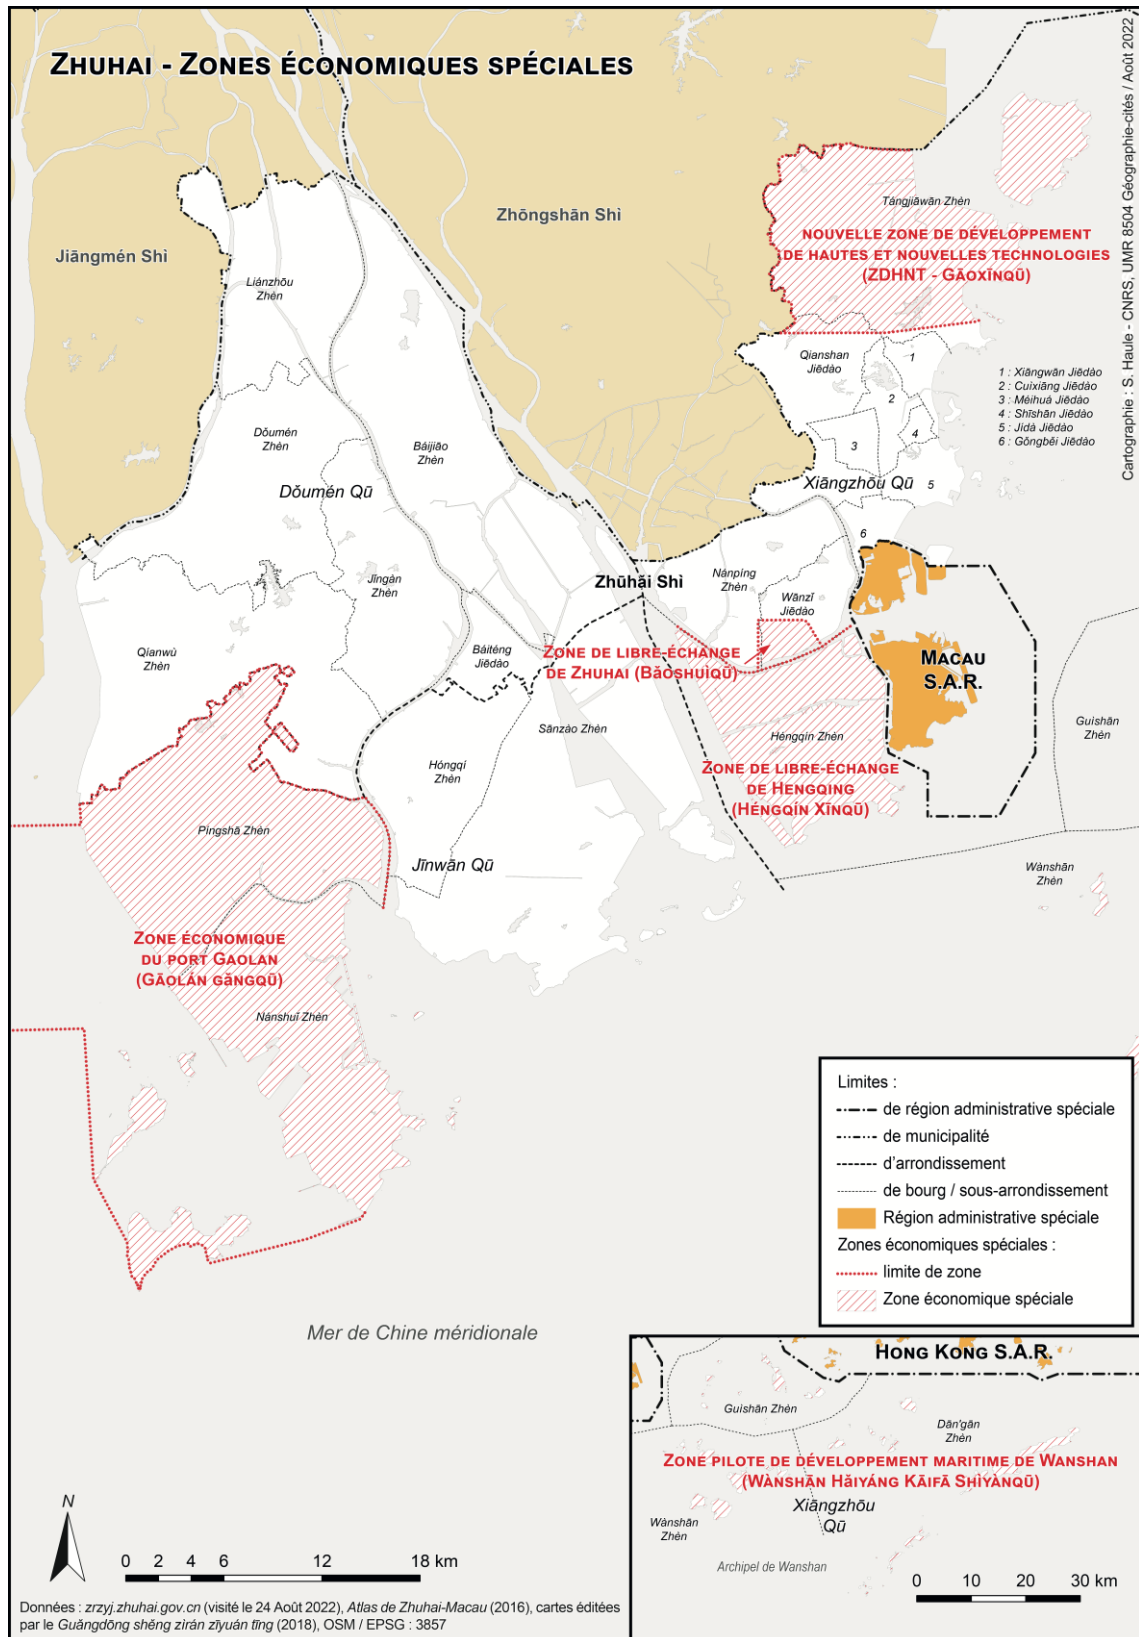 Zhuhai - Zones économiques spéciales
Cartographie : S. Haule - CNRS, UMR 8504 Géographie-cités / Août 2022
Jiāngmén Shì
Zhōngshān Shì
Tángjiāwān Zhèn
Nouvelle zone de développement
de hautes et nouvelles technologies
(ZDHNT - Gāoxīnqū)
Liánzhōu
Zhèn
Qianshan
Jiēdào
1
2
3
4
5
6
1 : Xiāngwān Jiēdào
2 : Cuìxiāng Jiēdào
3 : Méihuá Jiēdào
4 : Shīshān Jiēdào
5 : Jídà Jiēdào
6 : Gǒngběi Jiēdào
Dǒumén
Zhèn
Báijiāo
Zhèn
Dǒumén Qū
Xiāngzhōu Qū
Jǐngàn
Zhèn
Zhūhǎi Shì
Nánpíng
Zhèn
Wānzǐ
Jiēdào
Qianwù
Zhèn
Báiténg
Jiēdào
Zone de libre-échange
de Zhuhai (Bǎoshuìqū)
Macau
S.A.R.
Guìshān
Zhèn
Sānzào Zhèn
Héngqín Zhèn
Hóngqí
Zhèn
Zone de libre-échange
de Hengqing
(Héngqín Xīnqū)
Píngshā Zhèn
Jīnwān Qū
Wànshān
Zhèn
Zone économique
du port Gaolan
(Gāolán gǎngqū)
Nánshuǐ Zhèn
Limites :
de région administrative spéciale
de municipalité
d'arrondissement
de bourg / sous-arrondissement
Région administrative spéciale
Zones économiques spéciales :
limite de zone
Zone économique spéciale
Mer de Chine méridionale
Hong Kong S.A.R.
Guìshān Zhèn
Dān'gān
Zhèn
Zone pilote de développement maritime de Wanshan
(Wànshān Hǎiyáng Kāifā Shìyànqū)
Xiāngzhōu
Qū
Wànshān
Zhèn
Archipel de Wanshan
0 10 20 30 km
N
0 2 4 6 12 18 km
Données : zrzyj.zhuhai.gov.cn (visité le 24 Août 2022), Atlas de Zhuhai-Macau (2016), cartes éditées
par le Guǎngdōng shěng zìrán zīyuán tīng (2018), OSM / EPSG : 3857